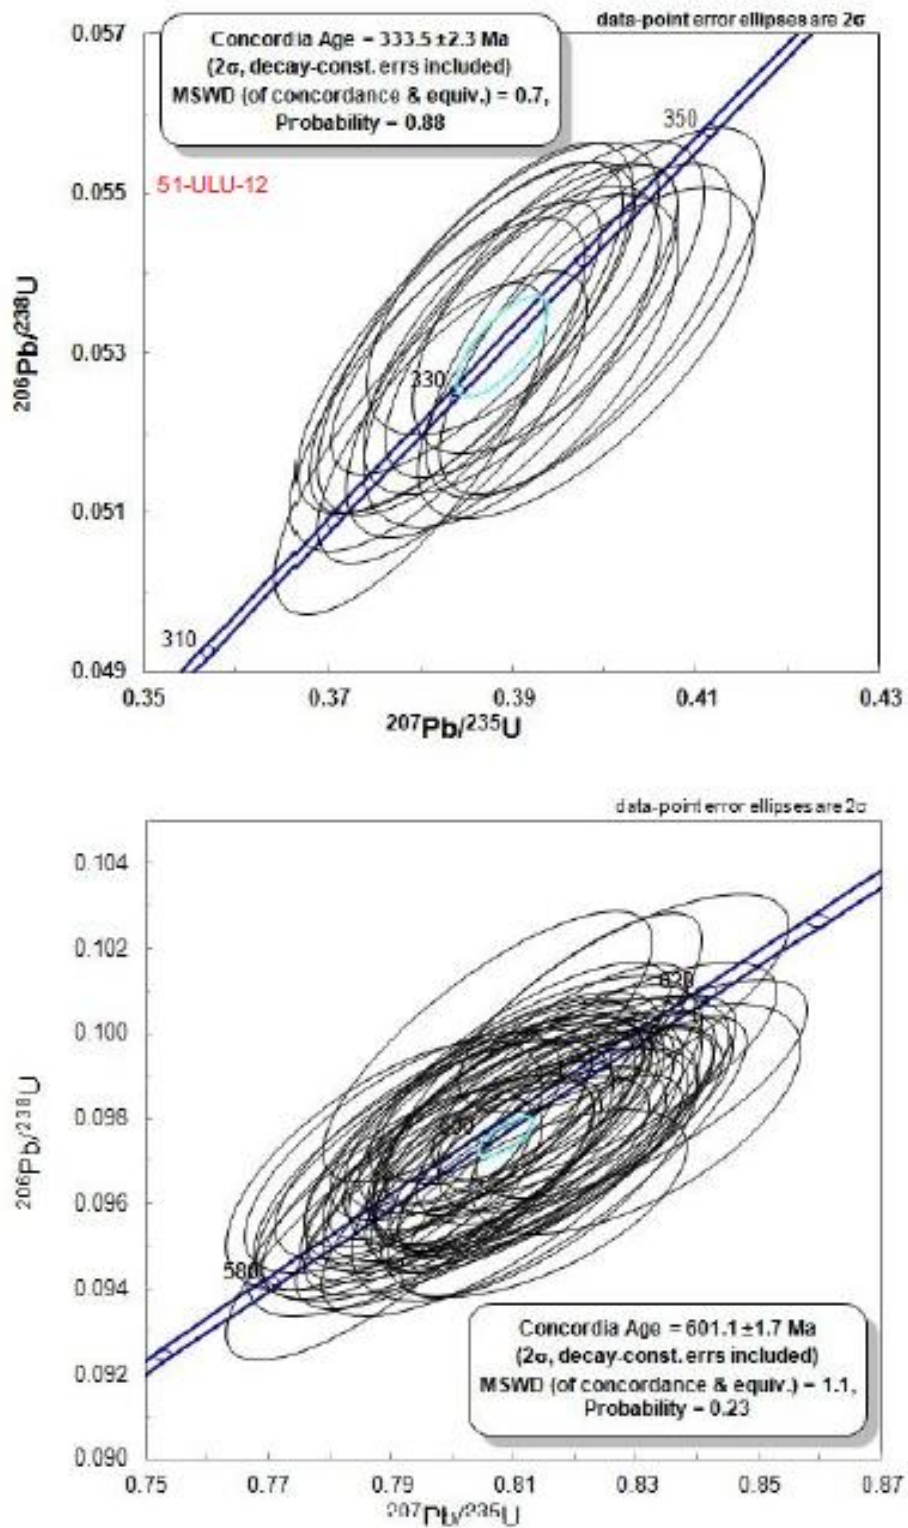 data-point error ellipses are 2σ
Concordia Age = 333.5 ±2.3 Ma
(2σ, decay-const. errs included)
MSWD (of concordance & equiv.) = 0.7,
Probability = 0.88
51-ULU-12
0.057
0.055
0.053
0.051
0.049
350
330
310
206Pb/238U
0.35 0.37 0.39 0.41 0.43
207Pb/235U
data-point error ellipses are 2σ
0.104
0.102
0.100
0.098
0.096
0.094
0.092
0.090
620
580
206Pb/238U
Concordia Age = 601.1 ±1.7 Ma
(2σ, decay-const. errs included)
MSWD (of concordance & equiv.) = 1.1,
Probability = 0.23
0.75 0.77 0.79 0.81 0.83 0.85 0.87
207Pb/235U